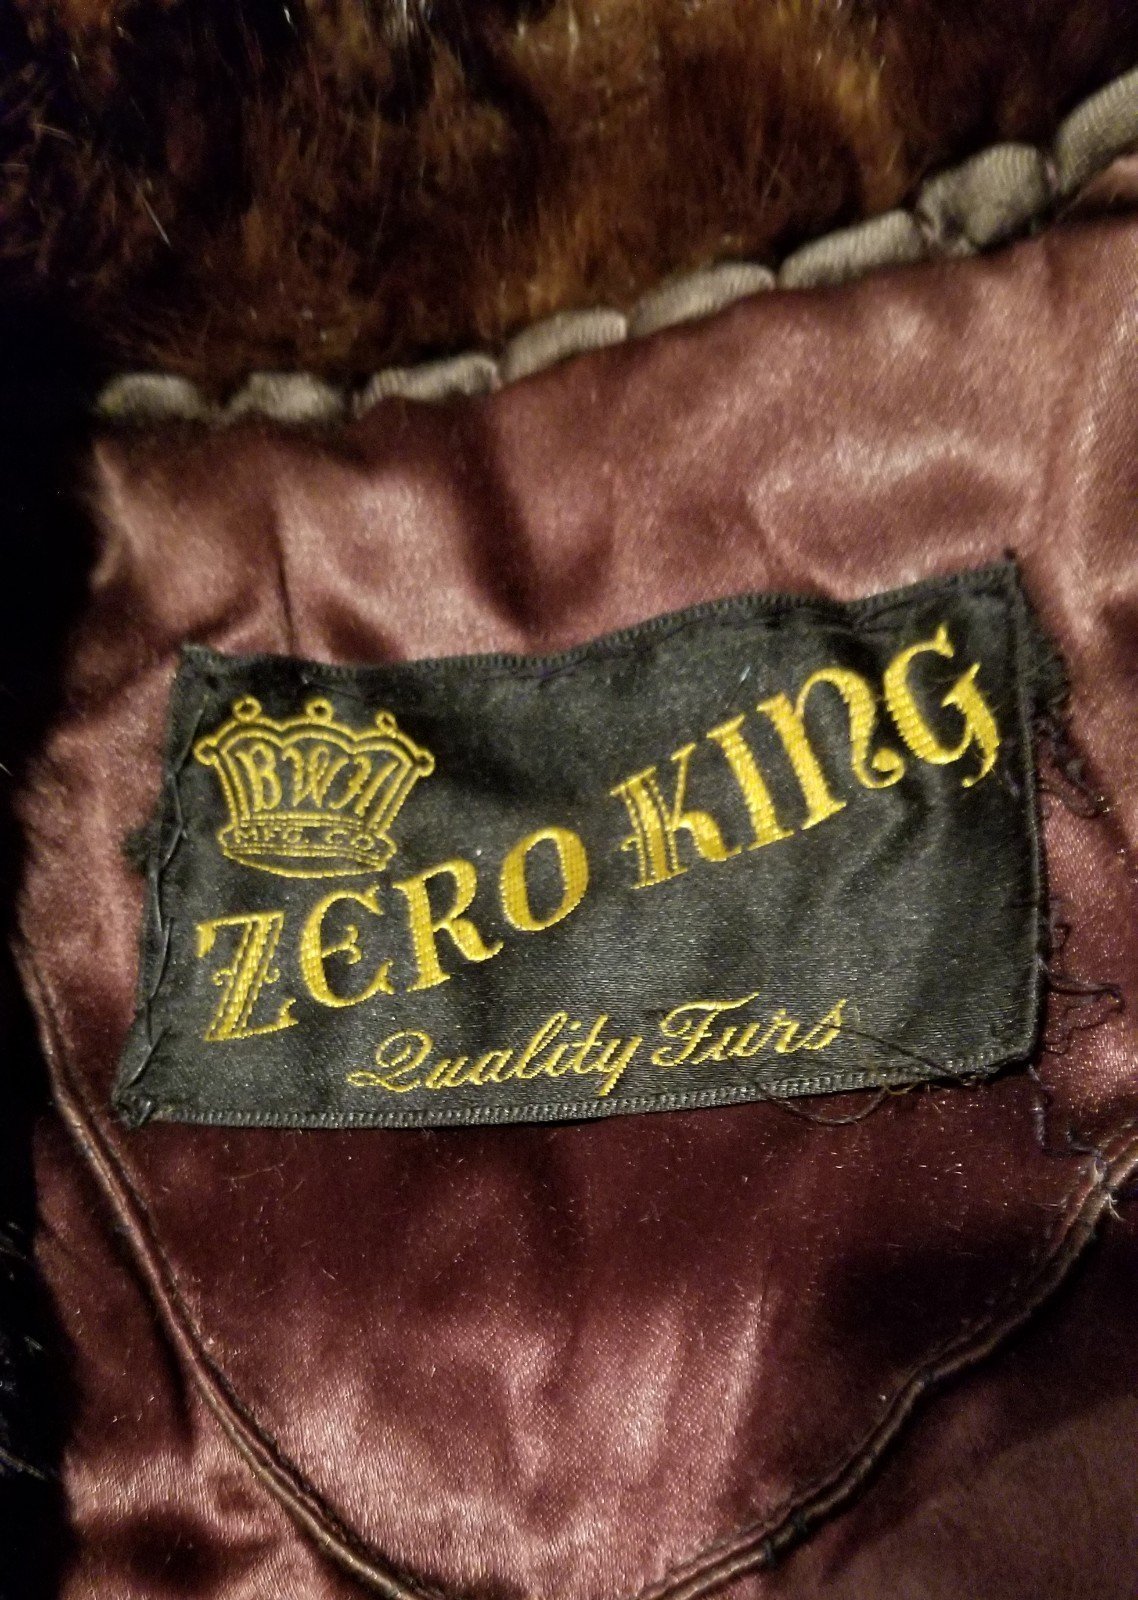 BWM
MFG. CO.
ZERO KING
Quality Furs